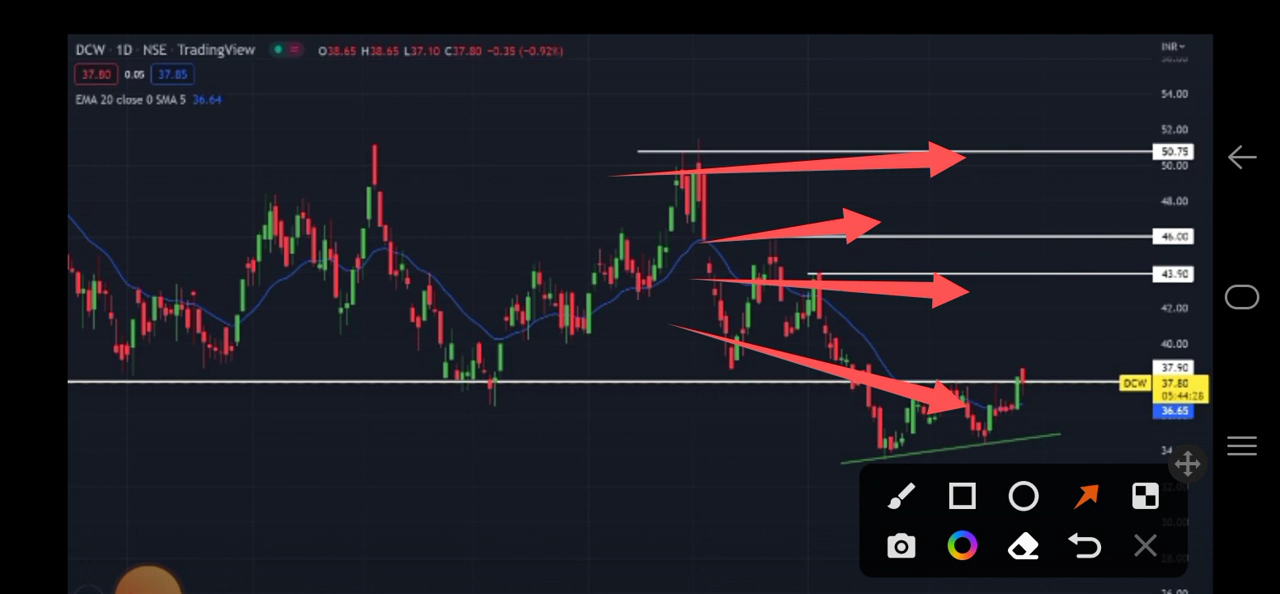 DCW · 1D · NSE · TradingView
O38.65 H38.65 L37.10 C37.80 −0.35 (−0.92%)
INR
37.80 0.05 37.85
EMA 20 close 0 SMA 5 36.64
54.00
52.00
50.75
50.00
48.00
46.00
43.90
42.00
40.00
37.90
DCW 37.80
05:44:28
36.65
34